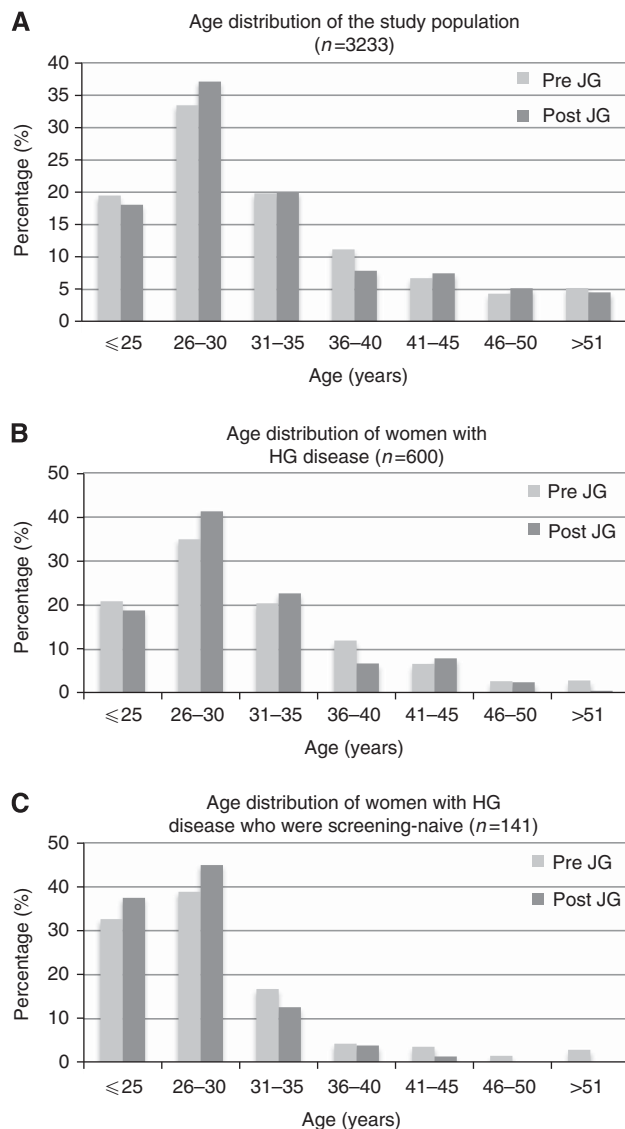 A
Age distribution of the study population
(n=3233)
Percentage (%)
40
35
30
25
20
15
10
5
0
Pre JG
Post JG
⩽25 26–30 31–35 36–40 41–45 46–50 >51
Age (years)
B
Age distribution of women with
HG disease (n=600)
Percentage (%)
50
40
30
20
10
0
Pre JG
Post JG
⩽25 26–30 31–35 36–40 41–45 46–50 >51
Age (years)
C
Age distribution of women with HG
disease who were screening-naive (n=141)
Percentage (%)
50
40
30
20
10
0
Pre JG
Post JG
⩽25 26–30 31–35 36–40 41–45 46–50 >51
Age (years)